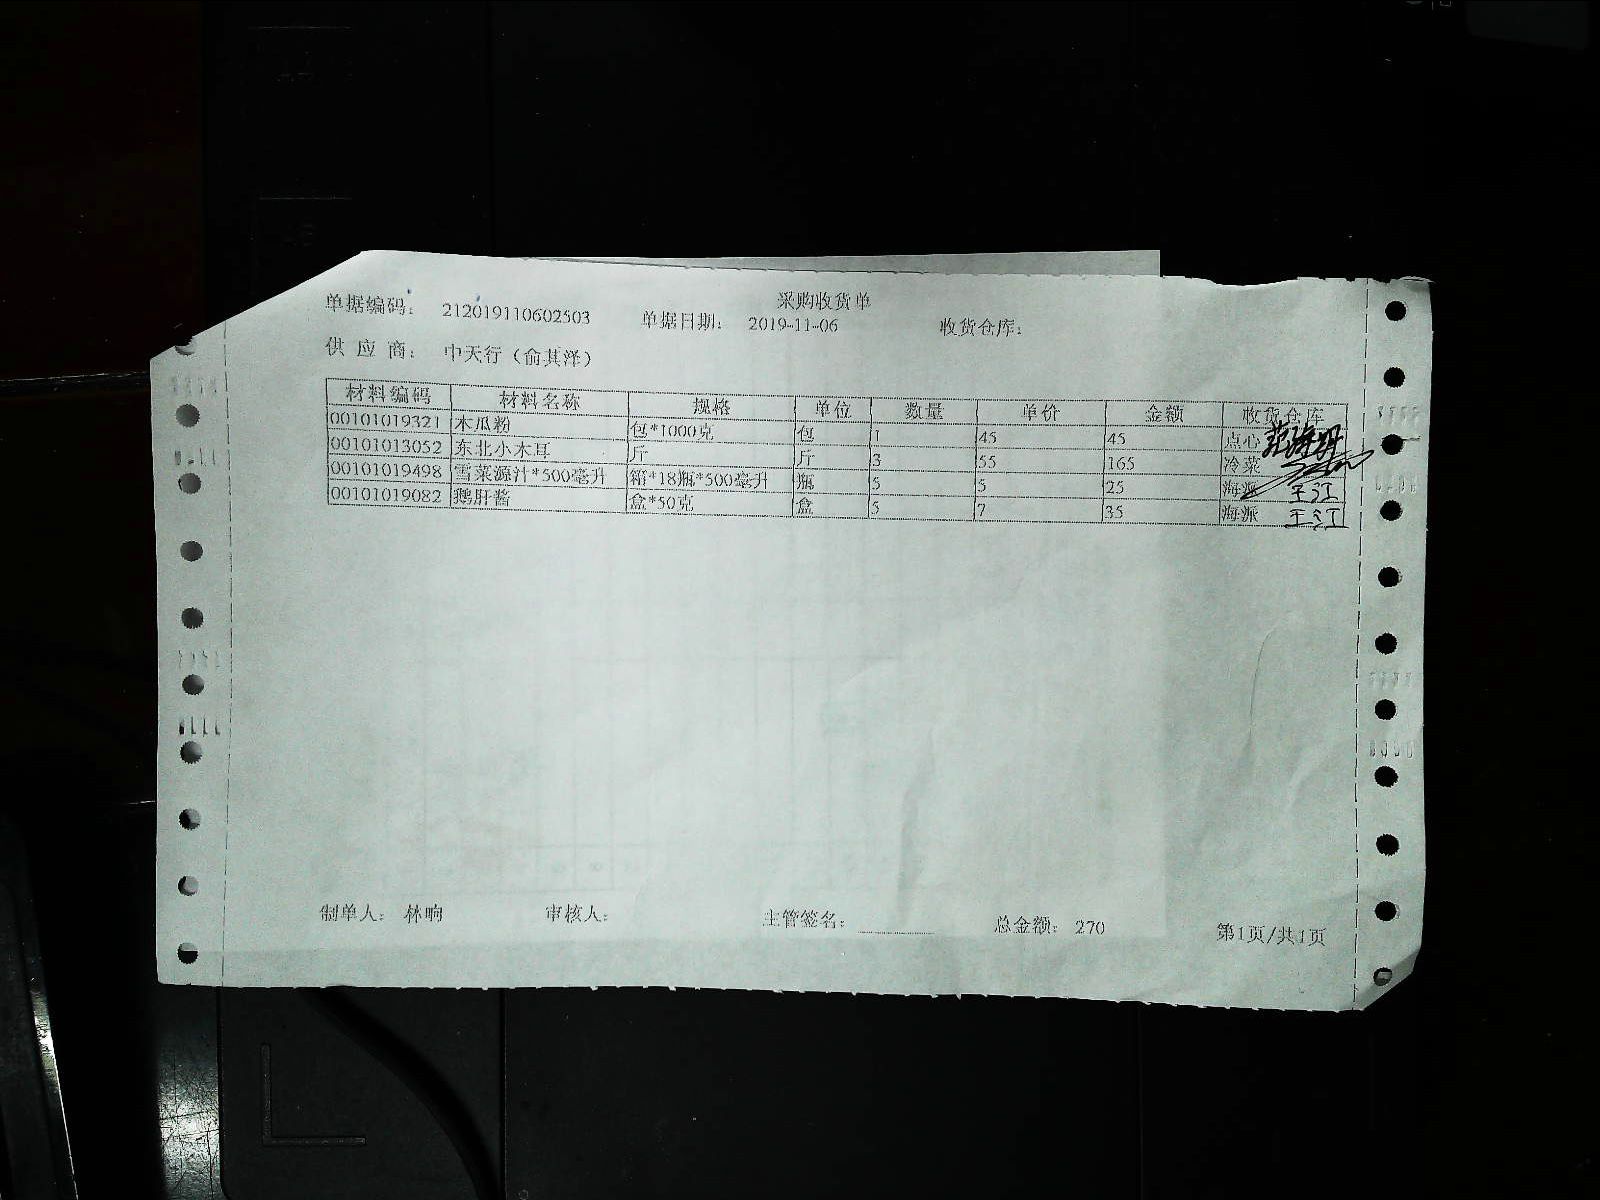 采购收货单
单据编码： 212019110602503 单据日期： 2019-11-06 收货仓库：
供 应 商： 中天行（俞其泽）
材料编码 材料名称 规格 单位 数量 单价 金额 收货仓库
00101019321 木瓜粉 包*1000克 包 1 45 45 点心
00101013052 东北小木耳 斤 斤 3 55 165 冷菜
00101019498 雪菜源汁*500毫升 箱*18瓶*500毫升 瓶 5 5 25 海派 王江
00101019082 鹅肝酱 盒*50克 盒 5 7 35 海派 王江
制单人： 林响 审核人： 主管签名： 总金额： 270 第1页/共1页